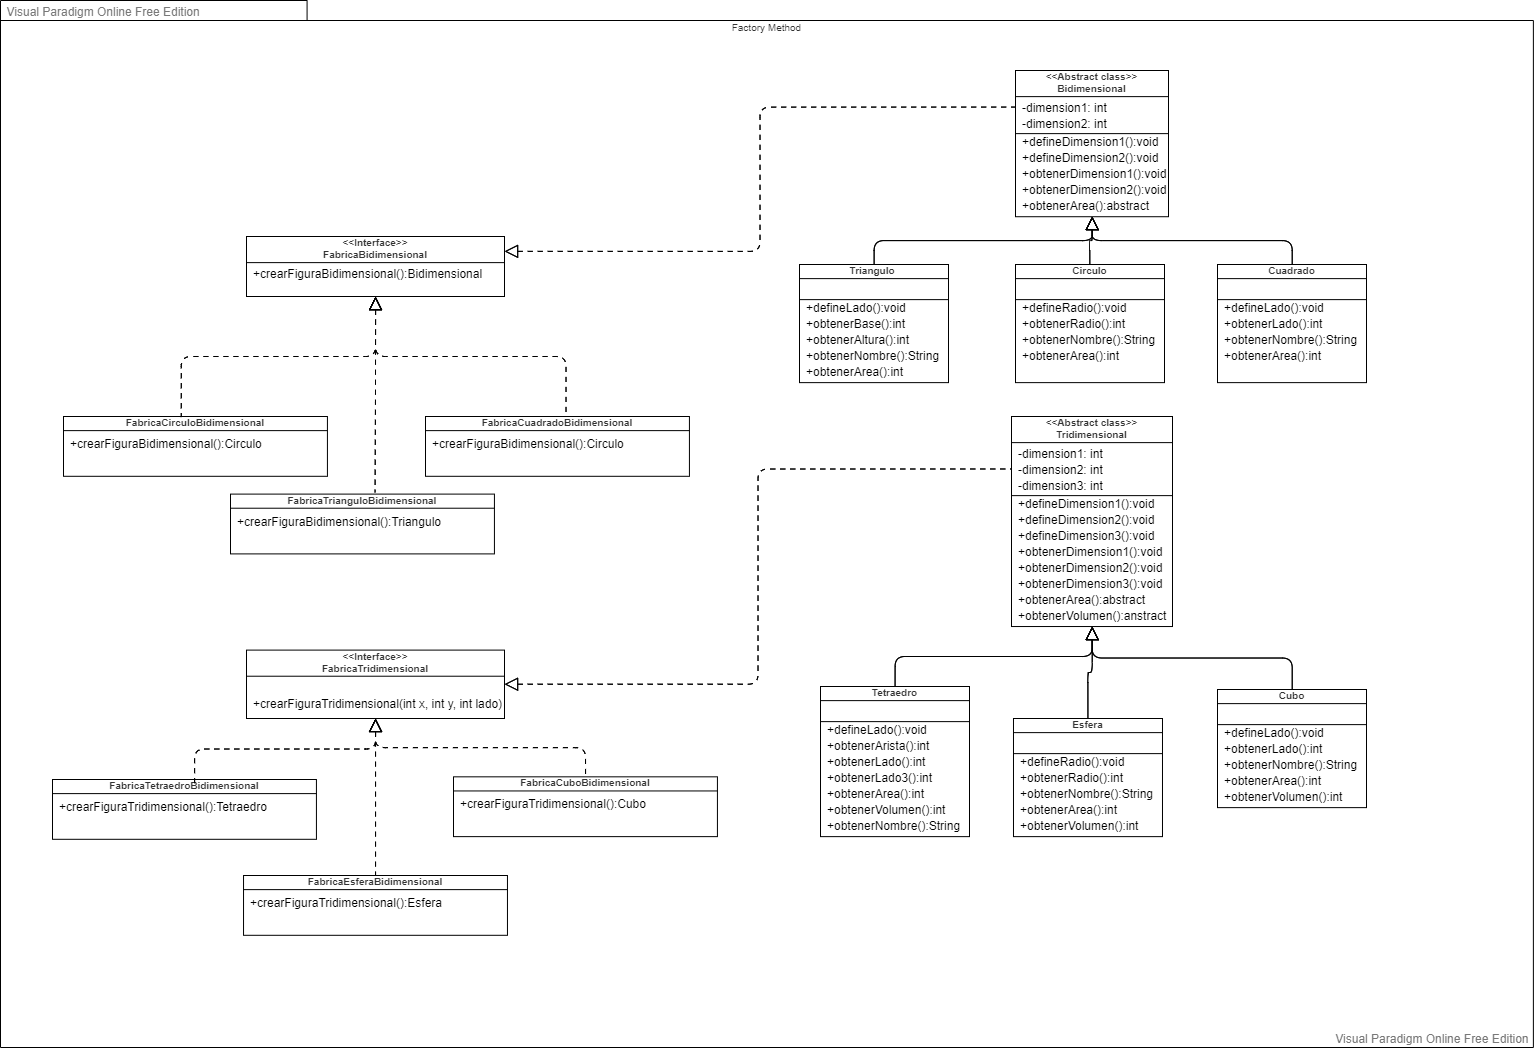 Visual Paradigm Online Free Edition
Factory Method
<<Abstract class>>
Bidimensional
-dimension1: int
-dimension2: int
+defineDimension1():void
+defineDimension2():void
+obtenerDimension1():void
+obtenerDimension2():void
+obtenerArea():abstract
<<Interface>>
FabricaBidimensional
+crearFiguraBidimensional():Bidimensional
Triangulo
+defineLado():void
+obtenerBase():int
+obtenerAltura():int
+obtenerNombre():String
+obtenerArea():int
Circulo
+defineRadio():void
+obtenerRadio():int
+obtenerNombre():String
+obtenerArea():int
Cuadrado
+defineLado():void
+obtenerLado():int
+obtenerNombre():String
+obtenerArea():int
FabricaCirculoBidimensional
+crearFiguraBidimensional():Circulo
FabricaCuadradoBidimensional
+crearFiguraBidimensional():Circulo
FabricaTrianguloBidimensional
+crearFiguraBidimensional():Triangulo
<<Abstract class>>
Tridimensional
-dimension1: int
-dimension2: int
-dimension3: int
+defineDimension1():void
+defineDimension2():void
+defineDimension3():void
+obtenerDimension1():void
+obtenerDimension2():void
+obtenerDimension3():void
+obtenerArea():abstract
+obtenerVolumen():anstract
<<Interface>>
FabricaTridimensional
+crearFiguraTridimensional(int x, int y, int lado)
Tetraedro
+defineLado():void
+obtenerArista():int
+obtenerLado():int
+obtenerLado3():int
+obtenerArea():int
+obtenerVolumen():int
+obtenerNombre():String
Esfera
+defineRadio():void
+obtenerRadio():int
+obtenerNombre():String
+obtenerArea():int
+obtenerVolumen():int
Cubo
+defineLado():void
+obtenerLado():int
+obtenerNombre():String
+obtenerArea():int
+obtenerVolumen():int
FabricaTetraedroBidimensional
+crearFiguraTridimensional():Tetraedro
FabricaCuboBidimensional
+crearFiguraTridimensional():Cubo
FabricaEsferaBidimensional
+crearFiguraTridimensional():Esfera
Visual Paradigm Online Free Edition